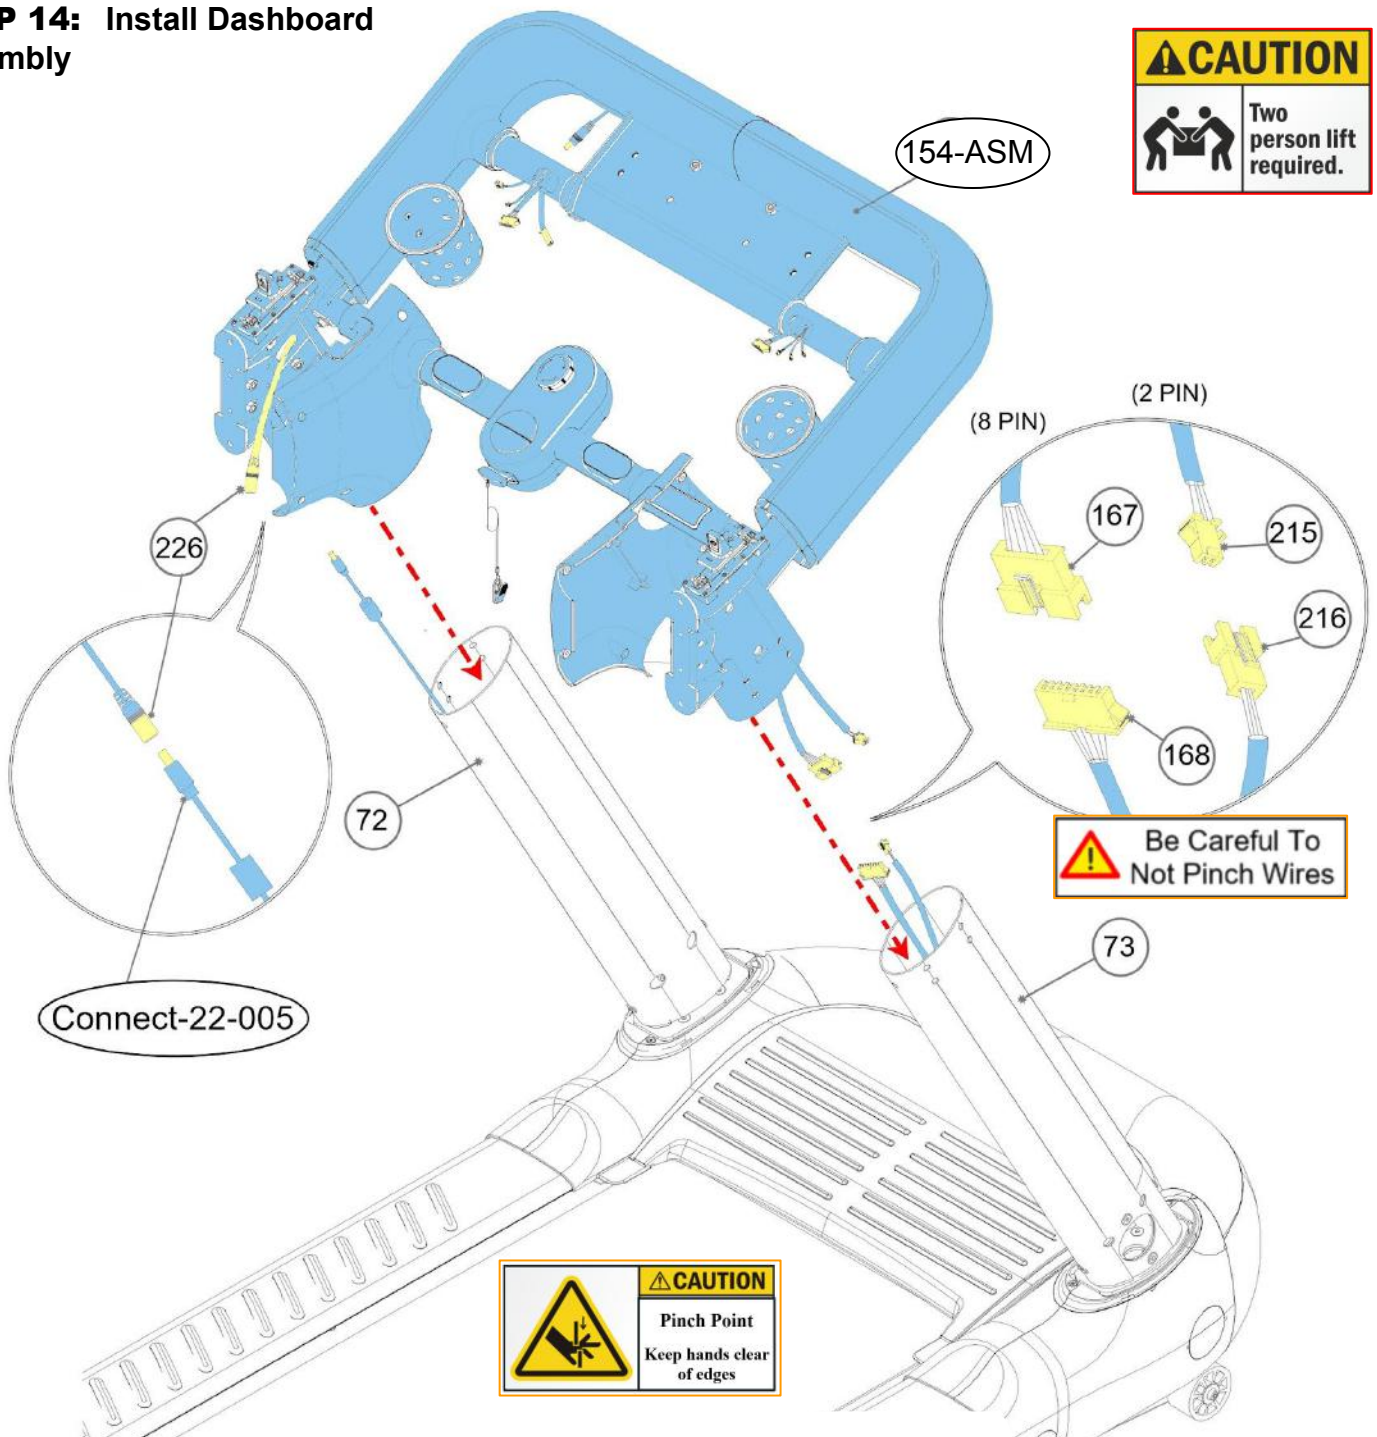 P 14: Install Dashboard
mbly
CAUTION
Two
person lift
required.
154-ASM
(2 PIN)
(8 PIN)
167
215
216
168
226
72
Be Careful To
Not Pinch Wires
73
Connect-22-005
CAUTION
Pinch Point
Keep hands clear
of edges